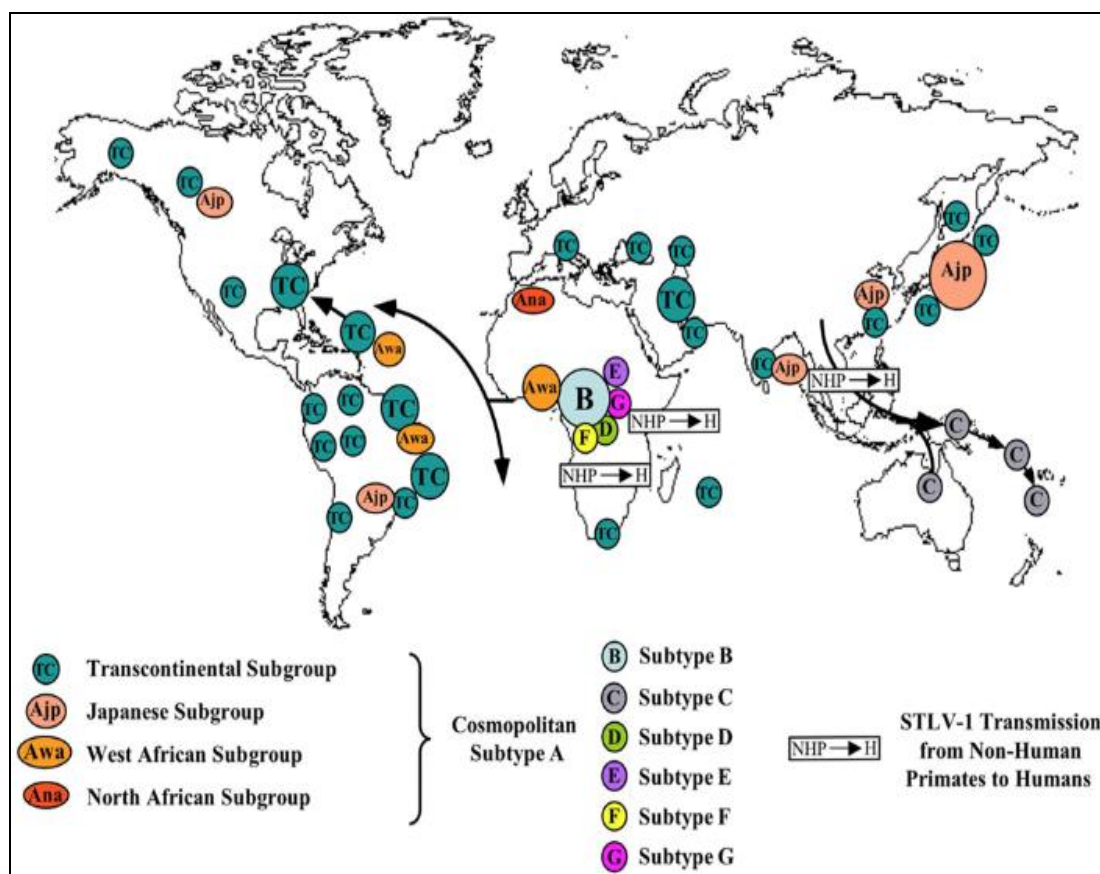 TC
TC
Ajp
TC
TC
TC
Awa
TC
TC
TC
TC
TC
Awa
TC
TC
Ajp
TC
TC
TC
TC
TC
TC
TC
Ana
Awa
B
E
G
D
F
NHP → H
NHP → H
TC
TC
TC
TC
Ajp
Ajp
TC
TC
TC
Ajp
NHP → H
C
C
C
C
TC Transcontinental Subgroup
Ajp Japanese Subgroup
Awa West African Subgroup
Ana North African Subgroup
Cosmopolitan
Subtype A
B Subtype B
C Subtype C
D Subtype D
E Subtype E
F Subtype F
G Subtype G
NHP → H
STLV-1 Transmission
from Non-Human
Primates to Humans